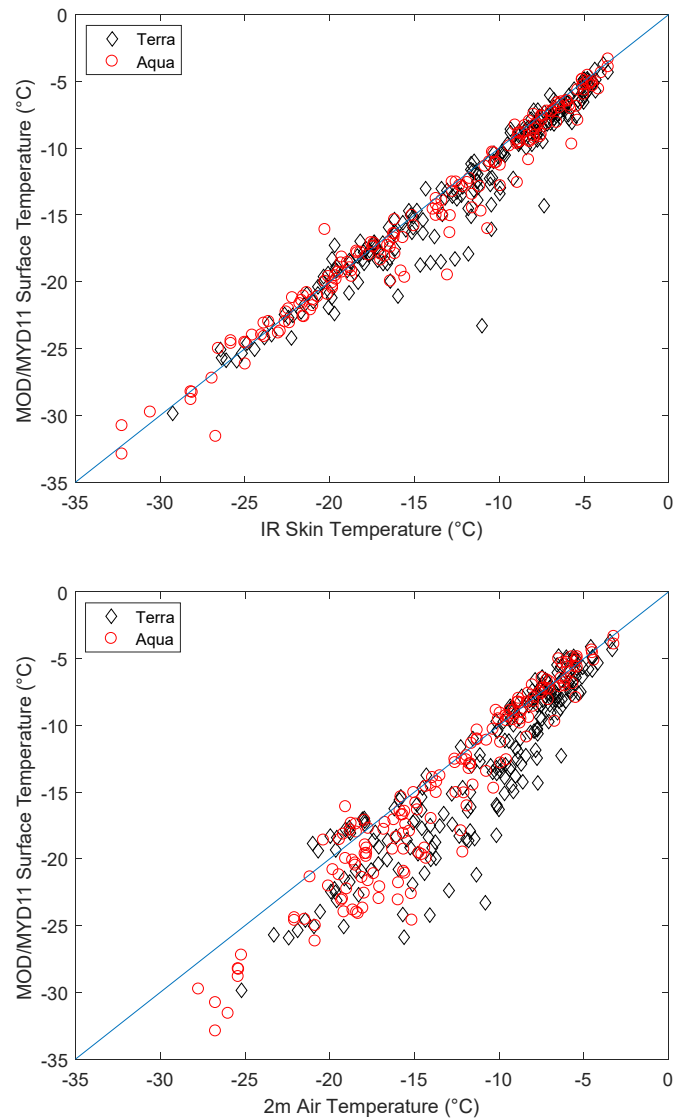 0
-5
-10
-15
-20
-25
-30
-35
MOD/MYD11 Surface Temperature (°C)
Terra
Aqua
-35 -30 -25 -20 -15 -10 -5 0
IR Skin Temperature (°C)
0
-5
-10
-15
-20
-25
-30
-35
MOD/MYD11 Surface Temperature (°C)
Terra
Aqua
-35 -30 -25 -20 -15 -10 -5 0
2m Air Temperature (°C)